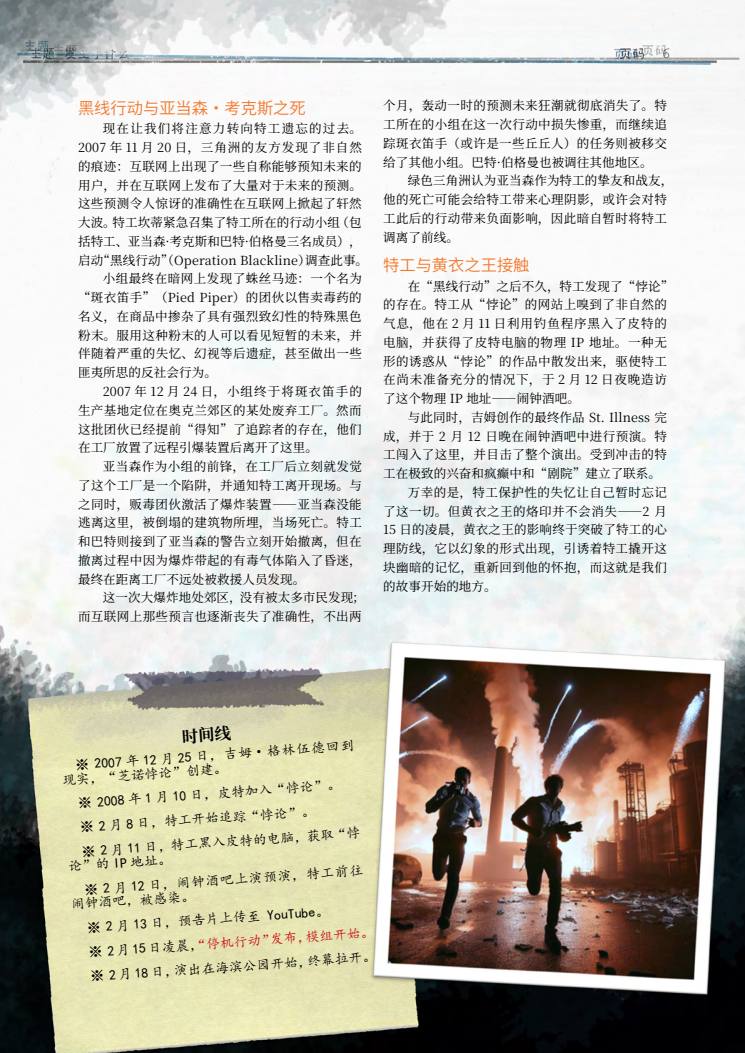 页码 6
黑线行动与亚当森·考克斯之死
现在让我们将注意力转向特工遗忘的过去。
2007 年 11 月 20 日，三角洲的友方发现了非自然
的痕迹：互联网上出现了一些自称能够预知未来的
用户，并在互联网上发布了大量对于未来的预测。
这些预测令人惊讶的准确性在互联网上掀起了轩然
大波。特工坎蒂紧急召集了特工所在的行动小组（包
括特工、亚当森·考克斯和巴特·伯格曼三名成员），
启动“黑线行动”（Operation Blackline）调查此事。
小组最终在暗网上发现了蛛丝马迹：一个名为
“斑衣笛手”（Pied Piper）的团伙以售卖毒药的
名义，在商品中掺杂了具有强烈致幻性的特殊黑色
粉末。服用这种粉末的人可以看见短暂的未来，并
伴随着严重的失忆、幻视等后遗症，甚至做出一些
匪夷所思的反社会行为。
2007 年 12 月 24 日，小组终于将斑衣笛手的
生产基地定位在奥克兰郊区的某处废弃工厂。然而
这批团伙已经提前“得知”了追踪者的存在，他们
在工厂放置了远程引爆装置后离开了这里。
亚当森作为小组的前锋，在工厂后立刻就发觉
了这个工厂是一个陷阱，并通知特工离开现场。与
之同时，贩毒团伙激活了爆炸装置——亚当森没能
逃离这里，被倒塌的建筑物所埋，当场死亡。特工
和巴特则接到了亚当森的警告立刻开始撤离，但在
撤离过程中因为爆炸带起的有毒气体陷入了昏迷，
最终在距离工厂不远处被救援人员发现。
这一次大爆炸地处郊区，没有被太多市民发现；
而互联网上那些预言也逐渐丧失了准确性，不出两
个月，轰动一时的预测未来狂潮就彻底消失了。特
工所在的小组在这一次行动中损失惨重，而继续追
踪斑衣笛手（或许是一些丘丘人）的任务则被移交
给了其他小组。巴特·伯格曼也被调往其他地区。
绿色三角洲认为亚当森作为特工的挚友和战友，
他的死亡可能会给特工带来心理阴影，或许会对特
工此后的行动带来负面影响，因此暗自暂时将特工
调离了前线。
特工与黄衣之王接触
在“黑线行动”之后不久，特工发现了“悖论”
的存在。特工从“悖论”的网站上嗅到了非自然的
气息，他在 2 月 11 日利用钓鱼程序黑入了皮特的
电脑，并获得了皮特电脑的物理 IP 地址。一种无
形的诱惑从“悖论”的作品中散发出来，驱使特工
在尚未准备充分的情况下，于 2 月 12 日夜晚造访
了这个物理 IP 地址——闹钟酒吧。
与此同时，吉姆创作的最终作品 St. Illness 完
成，并于 2 月 12 日晚在闹钟酒吧中进行预演。特
工闯入了这里，并目击了整个演出。受到冲击的特
工在极致的兴奋和疯癫中和“剧院”建立了联系。
万幸的是，特工保护性的失忆让自己暂时忘记
了这一切。但黄衣之王的烙印并不会消失——2 月
15 日的凌晨，黄衣之王的影响终于突破了特工的心
理防线，它以幻象的形式出现，引诱着特工撬开这
块幽暗的记忆，重新回到他的怀抱，而这就是我们
的故事开始的地方。
时间线
※ 2007 年 12 月 25 日，吉姆·格林伍德回到
现实，“芝诺悖论”创建。
※ 2008 年 1 月 10 日，皮特加入“悖论”。
※ 2 月 8 日，特工开始追踪“悖论”。
※ 2 月 11 日，特工黑入皮特的电脑，获取“悖
论”的 IP 地址。
※ 2 月 12 日，闹钟酒吧上演预演，特工前往
闹钟酒吧，被感染。
※ 2 月 13 日，预告片上传至 YouTube。
※ 2 月 15 日凌晨，“停机行动”发布，模组开始。
※ 2 月 18 日，演出在海滨公园开始，终幕拉开。